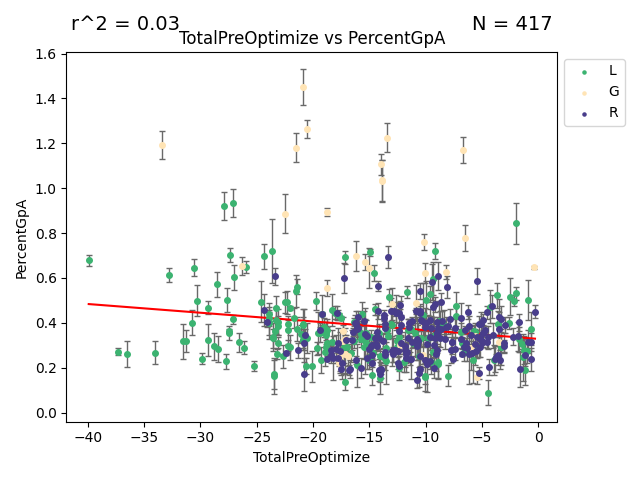 r^2 = 0.03 N = 417
TotalPreOptimize vs PercentGpA
L
G
R
PercentGpA
1.6
1.4
1.2
1.0
0.8
0.6
0.4
0.2
0.0
−40 −35 −30 −25 −20 −15 −10 −5 0
TotalPreOptimize